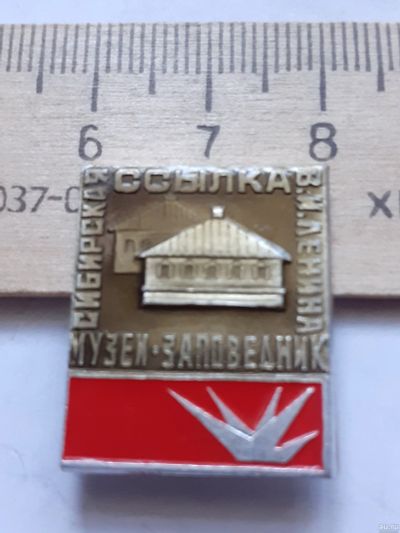 6 7 8
037-0
СИБИРСКАЯ
ССЫЛКА
В.И.ЛЕНИНА
МУЗЕЙ·ЗАПОВЕДНИК